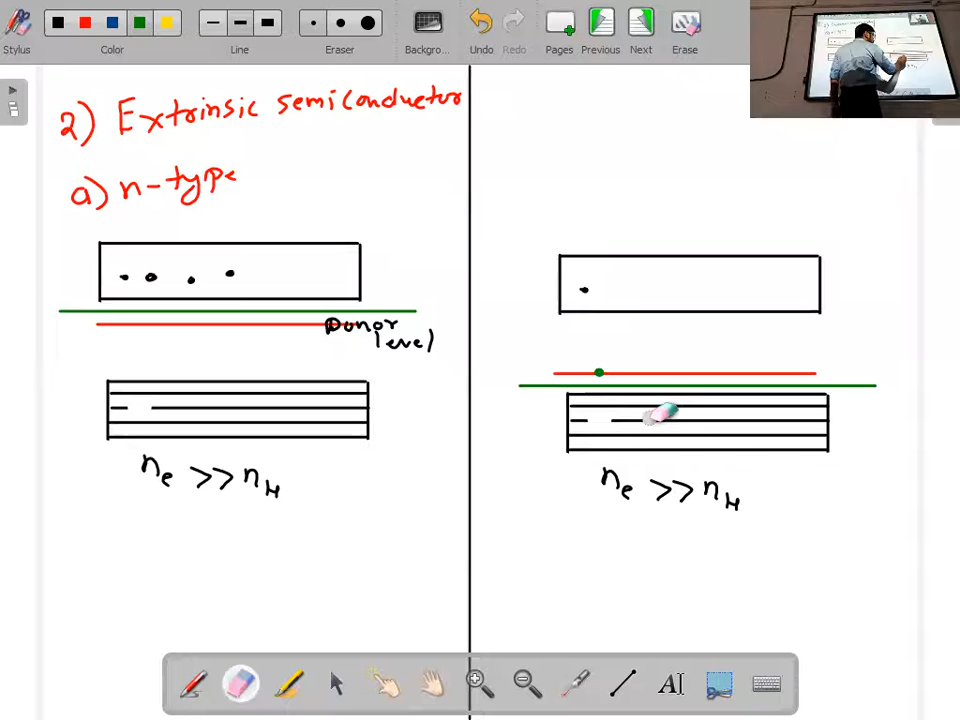 Stylus
Color
Line
Eraser
Backgro...
Undo
Redo
Pages
Previous
Next
Erase
2) Extrinsic semiconductor
a) n-type
Donor
level
ne >> nH
ne >> nH
A